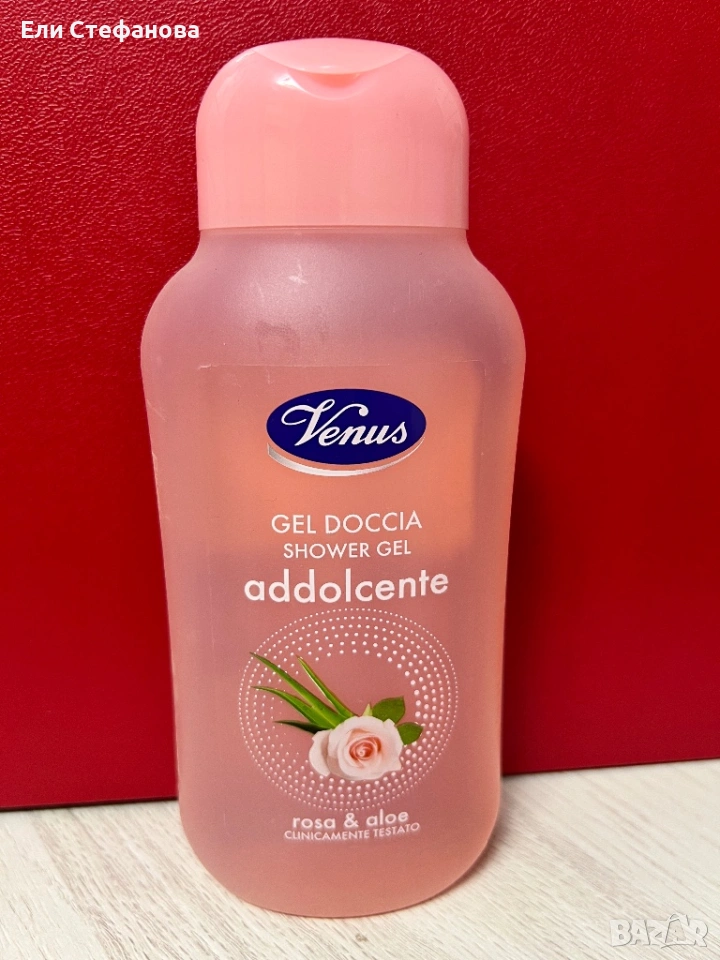 Ели Стефанова
Venus
GEL DOCCIA
SHOWER GEL
addolcente
rosa & aloe
CLINICAMENTE TESTATO
BAZAR